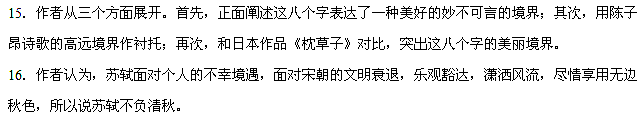 15. 作者从三个方面展开。首先，正面阐述这八个字表达了一种美好的妙不可言的境界；其次，用陈子
昂诗歌的高远境界作衬托；再次，和日本作品《枕草子》对比，突出这八个字的美丽境界。
16. 作者认为，苏轼面对个人的不幸境遇，面对宋朝的文明衰退，乐观豁达，潇洒风流，尽情享用无边
秋色，所以说苏轼不负清秋。